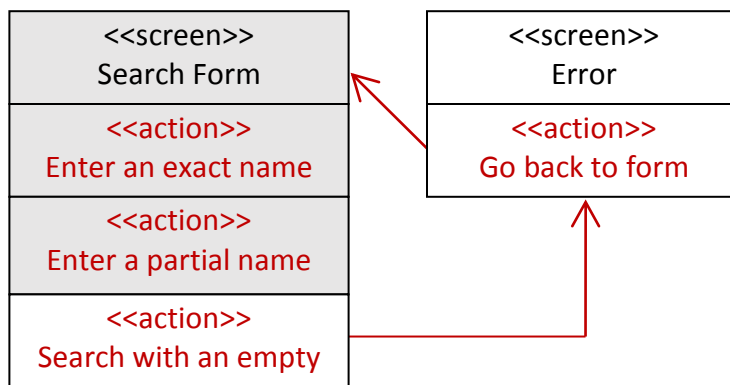 <<screen>>
Search Form
<<action>>
Enter an exact name
<<action>>
Enter a partial name
<<action>>
Search with an empty
<<screen>>
Error
<<action>>
Go back to form